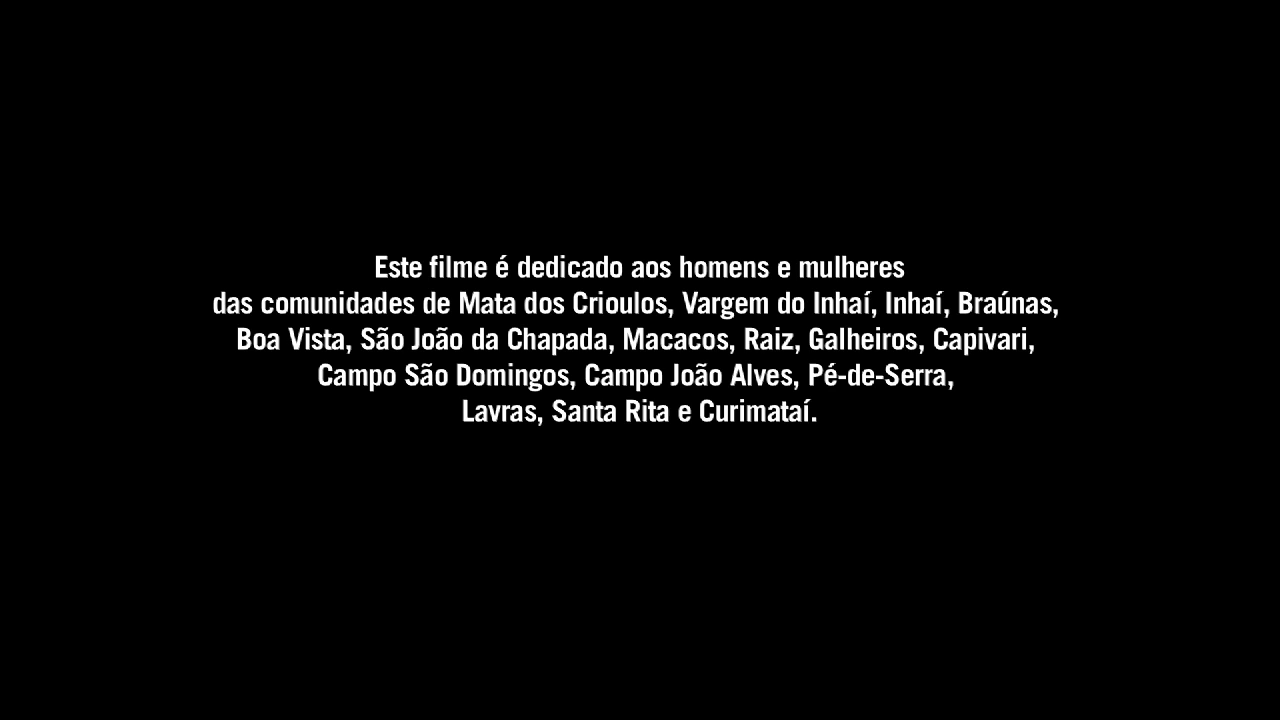 Este filme é dedicado aos homens e mulheres
das comunidades de Mata dos Crioulos, Vargem do Inhaí, Inhaí, Braúnas,
Boa Vista, São João da Chapada, Macacos, Raiz, Galheiros, Capivari,
Campo São Domingos, Campo João Alves, Pé-de-Serra,
Lavras, Santa Rita e Curimataí.